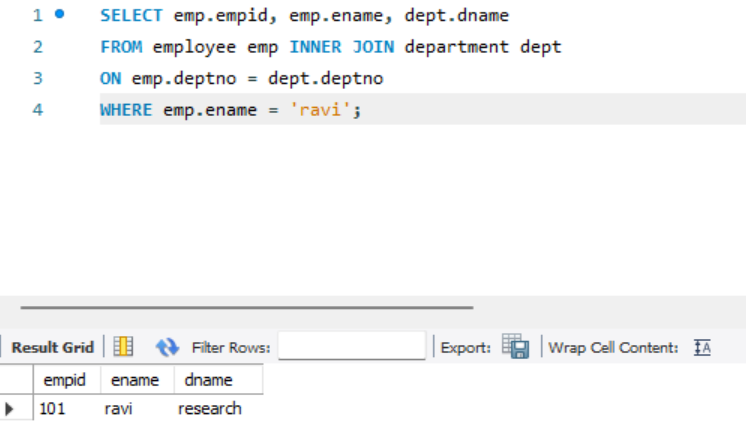 1 SELECT emp.empid, emp.ename, dept.dname
2 FROM employee emp INNER JOIN department dept
3 ON emp.deptno = dept.deptno
4 WHERE emp.ename = 'ravi';
Result Grid Filter Rows: Export: Wrap Cell Content: IA
empid ename dname
101 ravi research